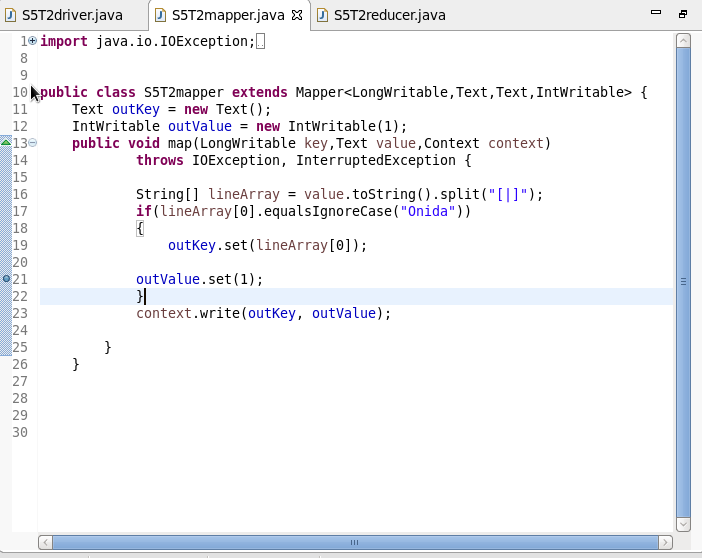 S5T2driver.java S5T2mapper.java S5T2reducer.java
1 import java.io.IOException;
8
9
10 public class S5T2mapper extends Mapper<LongWritable,Text,Text,IntWritable> {
11 Text outKey = new Text();
12 IntWritable outValue = new IntWritable(1);
13 public void map(LongWritable key,Text value,Context context)
14 throws IOException, InterruptedException {
15
16 String[] lineArray = value.toString().split("[|]");
17 if(lineArray[0].equalsIgnoreCase("Onida"))
18 {
19 outKey.set(lineArray[0]);
20
21 outValue.set(1);
22 }
23 context.write(outKey, outValue);
24
25 }
26 }
27
28
29
30